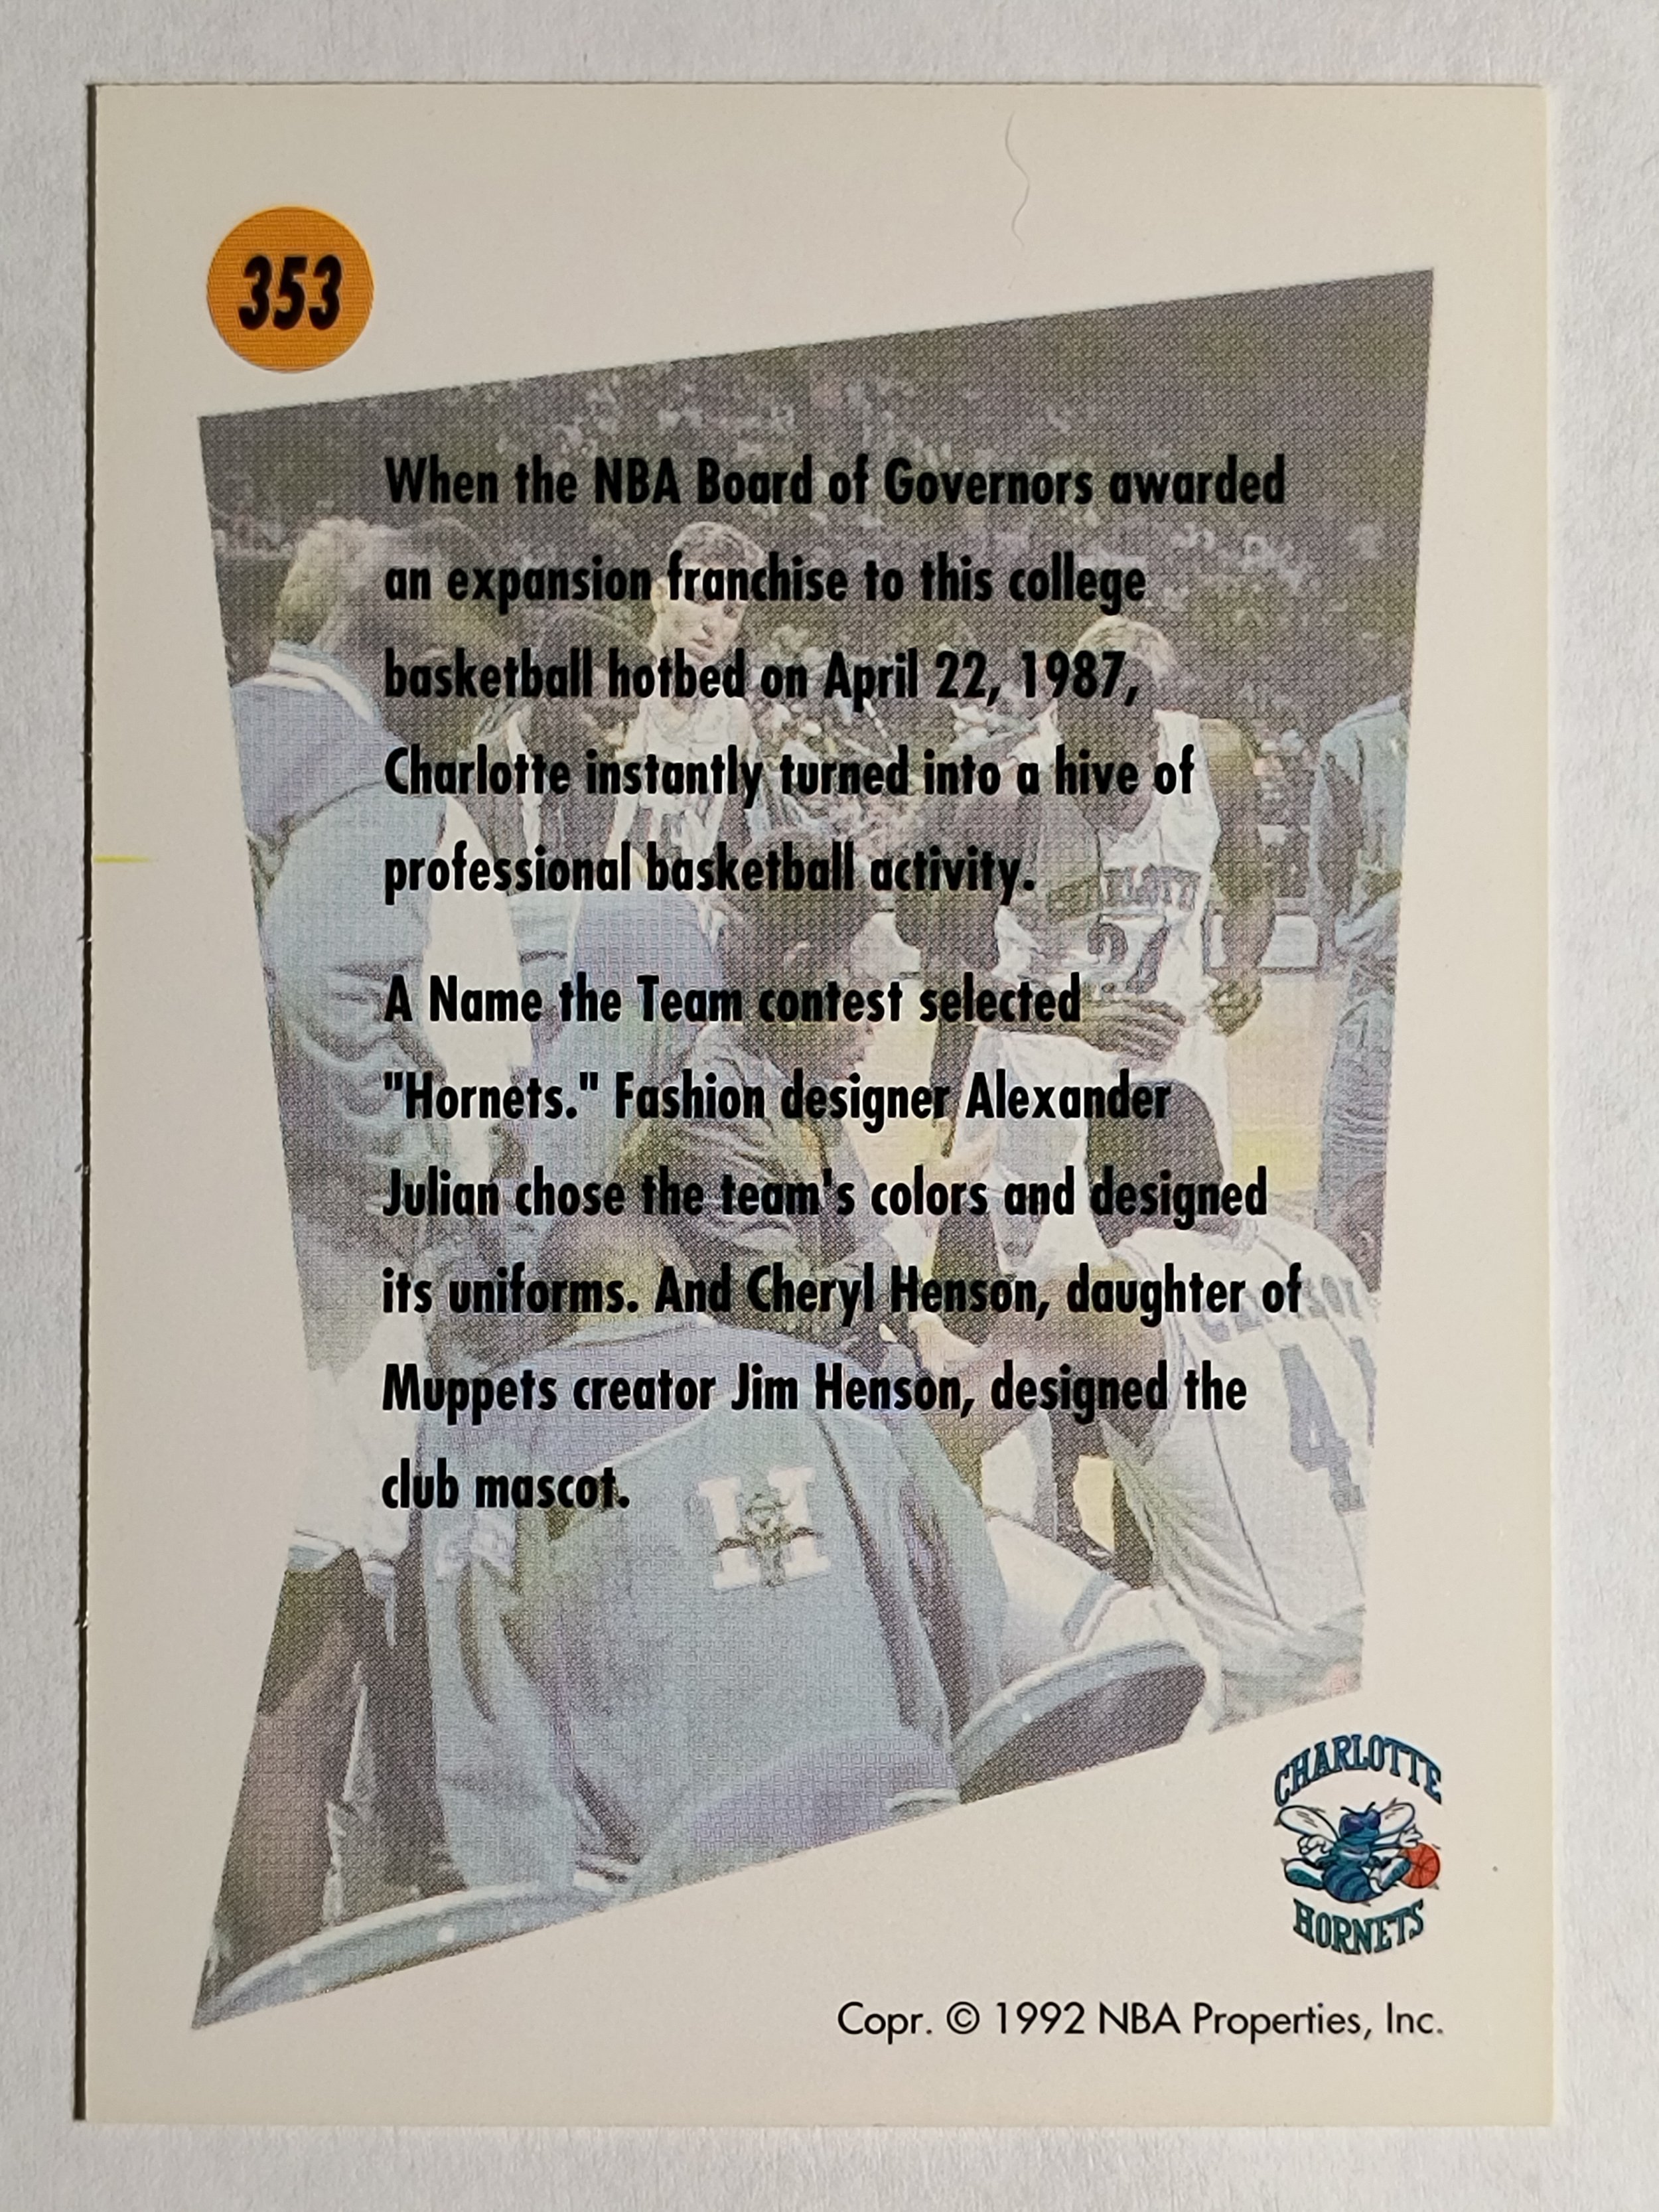 353
When the NBA Board of Governors awarded
an expansion franchise to this college
basketball hotbed on April 22, 1987,
Charlotte instantly turned into a hive of
professional basketball activity.
A Name the Team contest selected
"Hornets." Fashion designer Alexander
Julian chose the team's colors and designed
its uniforms. And Cheryl Henson, daughter of
Muppets creator Jim Henson, designed the
club mascot.
H
4
CHARLOTTE
HORNETS
Copr. © 1992 NBA Properties, Inc.